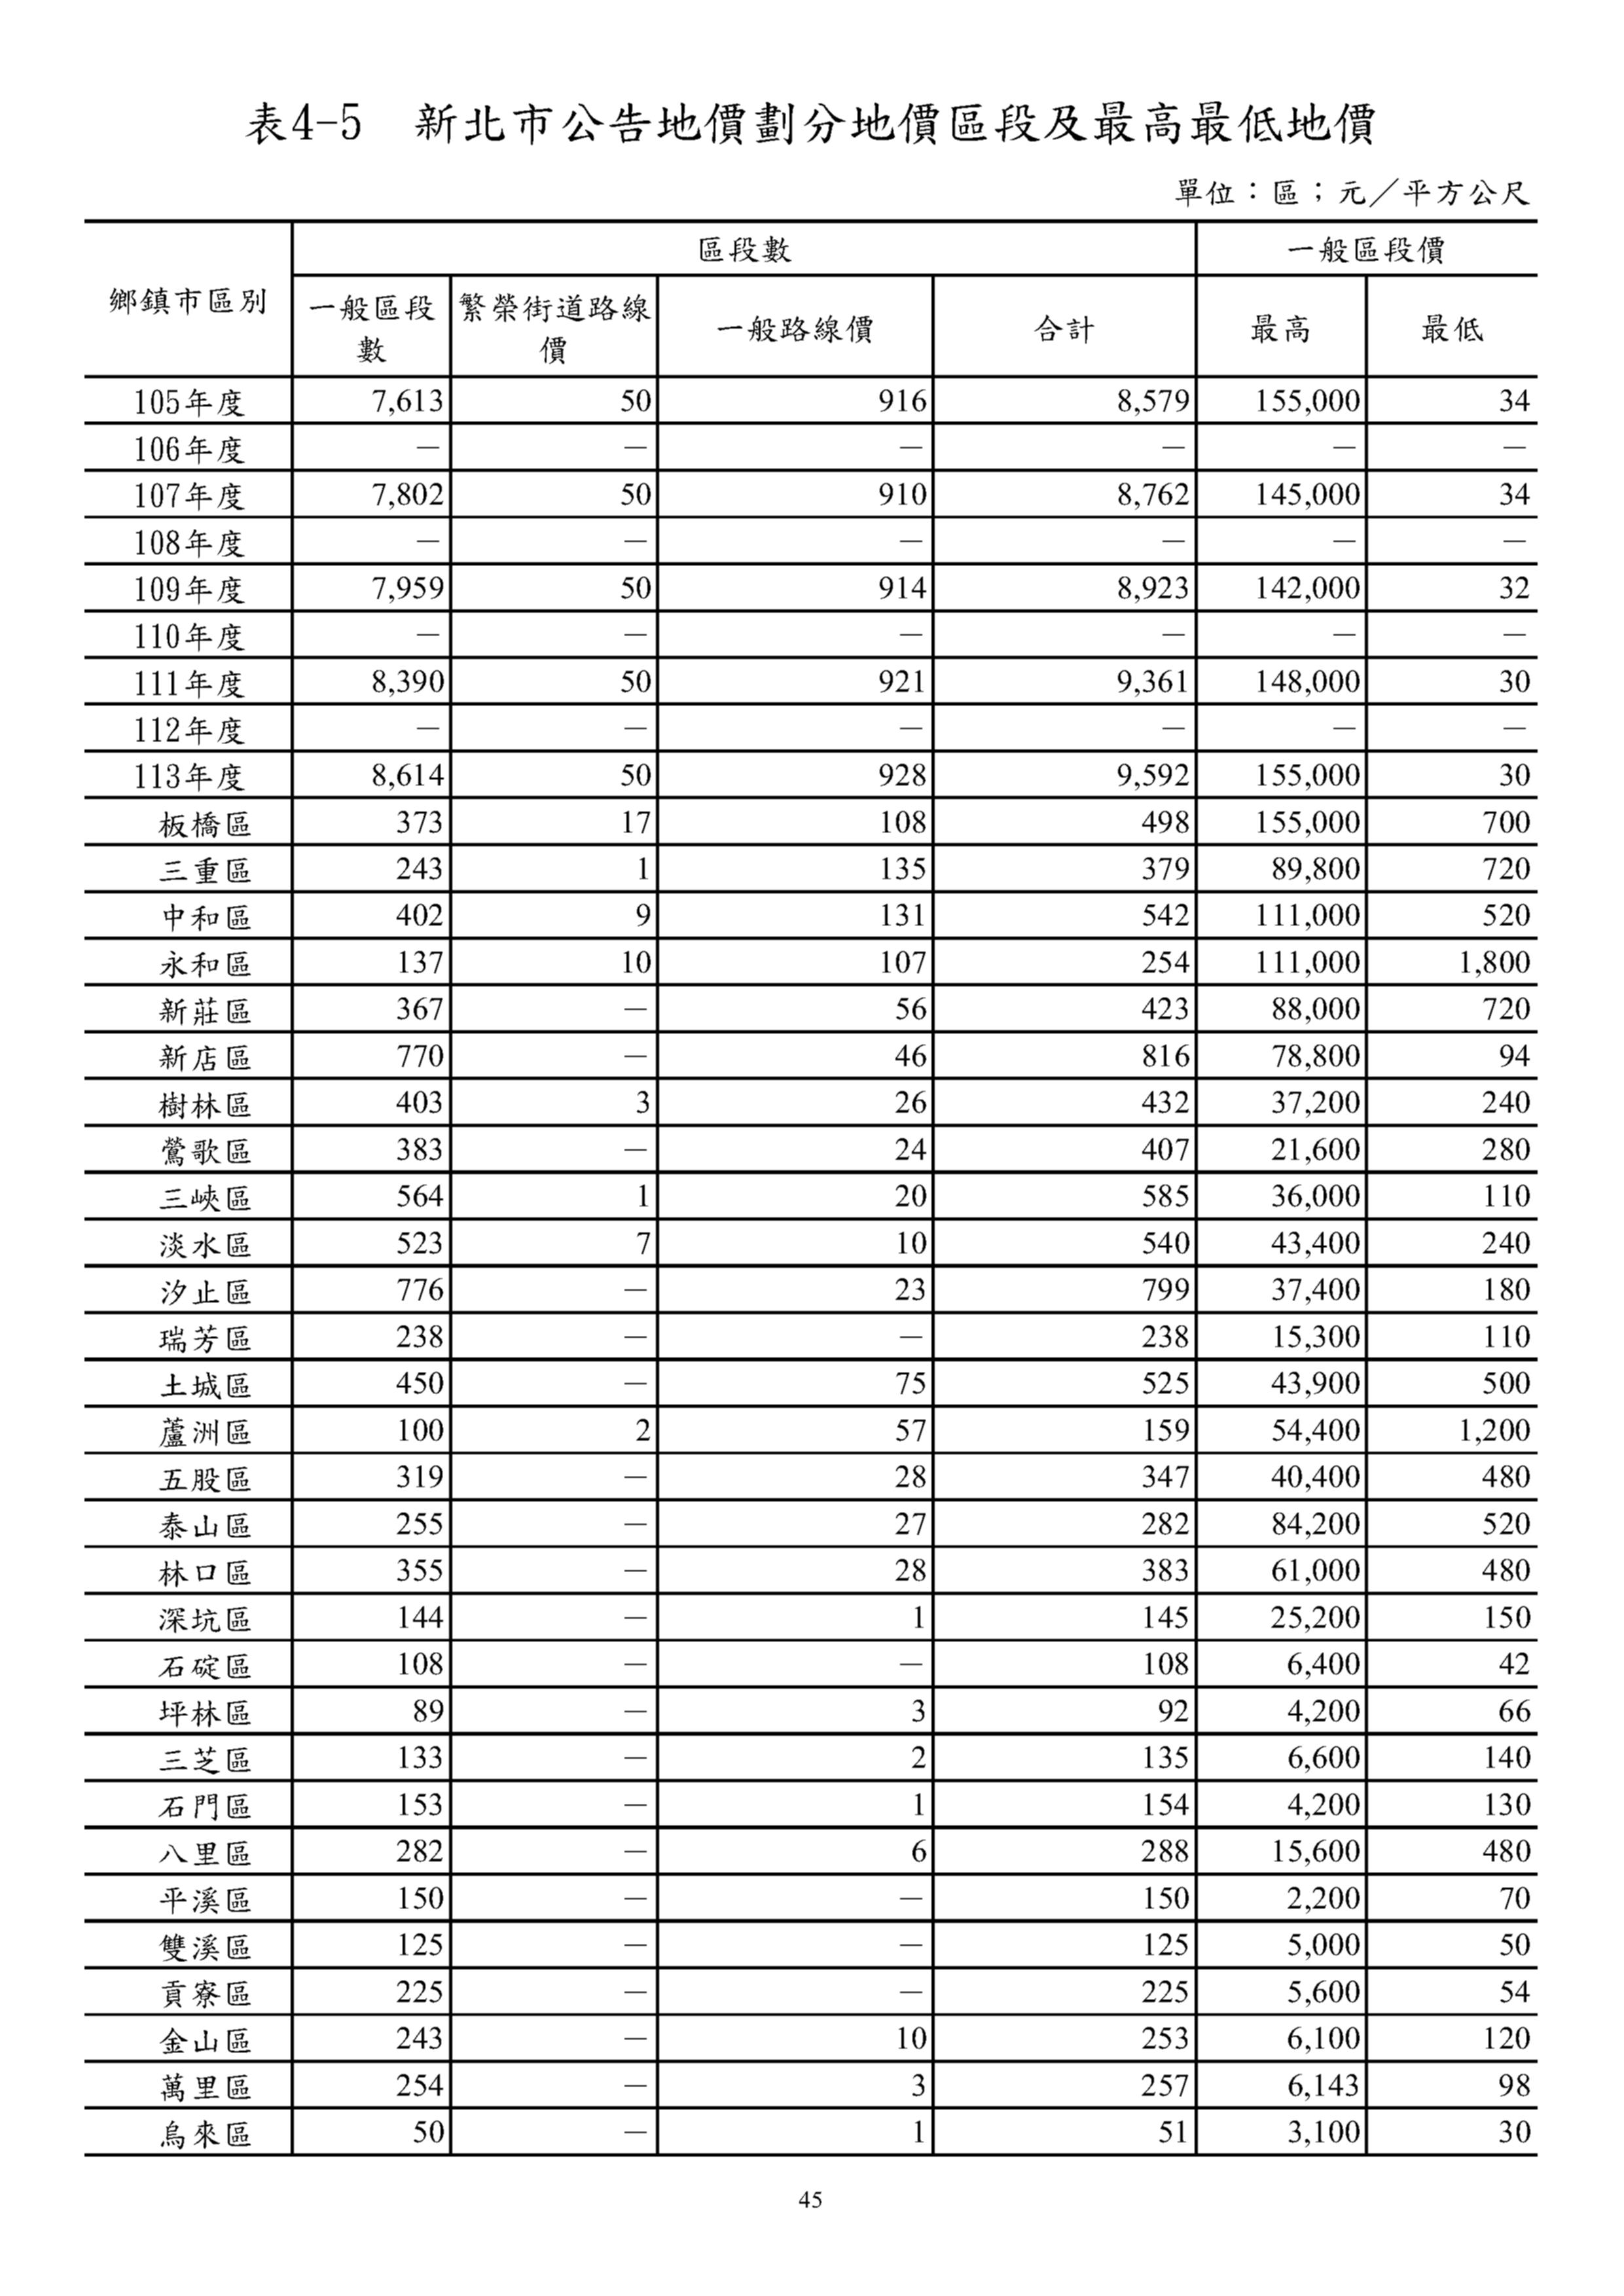 表4-5　新北市公告地價劃分地價區段及最高最低地價
單位：區；元／平方公尺
鄉鎮市區別 區段數 一般區段價
一般區段數 繁榮街道路線價 一般路線價 合計 最高 最低
105年度 7,613 50 916 8,579 155,000 34
106年度 － － － － － －
107年度 7,802 50 910 8,762 145,000 34
108年度 － － － － － －
109年度 7,959 50 914 8,923 142,000 32
110年度 － － － － － －
111年度 8,390 50 921 9,361 148,000 30
112年度 － － － － － －
113年度 8,614 50 928 9,592 155,000 30
板橋區 373 17 108 498 155,000 700
三重區 243 1 135 379 89,800 720
中和區 402 9 131 542 111,000 520
永和區 137 10 107 254 111,000 1,800
新莊區 367 － 56 423 88,000 720
新店區 770 － 46 816 78,800 94
樹林區 403 3 26 432 37,200 240
鶯歌區 383 － 24 407 21,600 280
三峽區 564 1 20 585 36,000 110
淡水區 523 7 10 540 43,400 240
汐止區 776 － 23 799 37,400 180
瑞芳區 238 － － 238 15,300 110
土城區 450 － 75 525 43,900 500
蘆洲區 100 2 57 159 54,400 1,200
五股區 319 － 28 347 40,400 480
泰山區 255 － 27 282 84,200 520
林口區 355 － 28 383 61,000 480
深坑區 144 － 1 145 25,200 150
石碇區 108 － － 108 6,400 42
坪林區 89 － 3 92 4,200 66
三芝區 133 － 2 135 6,600 140
石門區 153 － 1 154 4,200 130
八里區 282 － 6 288 15,600 480
平溪區 150 － － 150 2,200 70
雙溪區 125 － － 125 5,000 50
貢寮區 225 － － 225 5,600 54
金山區 243 － 10 253 6,100 120
萬里區 254 － 3 257 6,143 98
烏來區 50 － 1 51 3,100 30
45